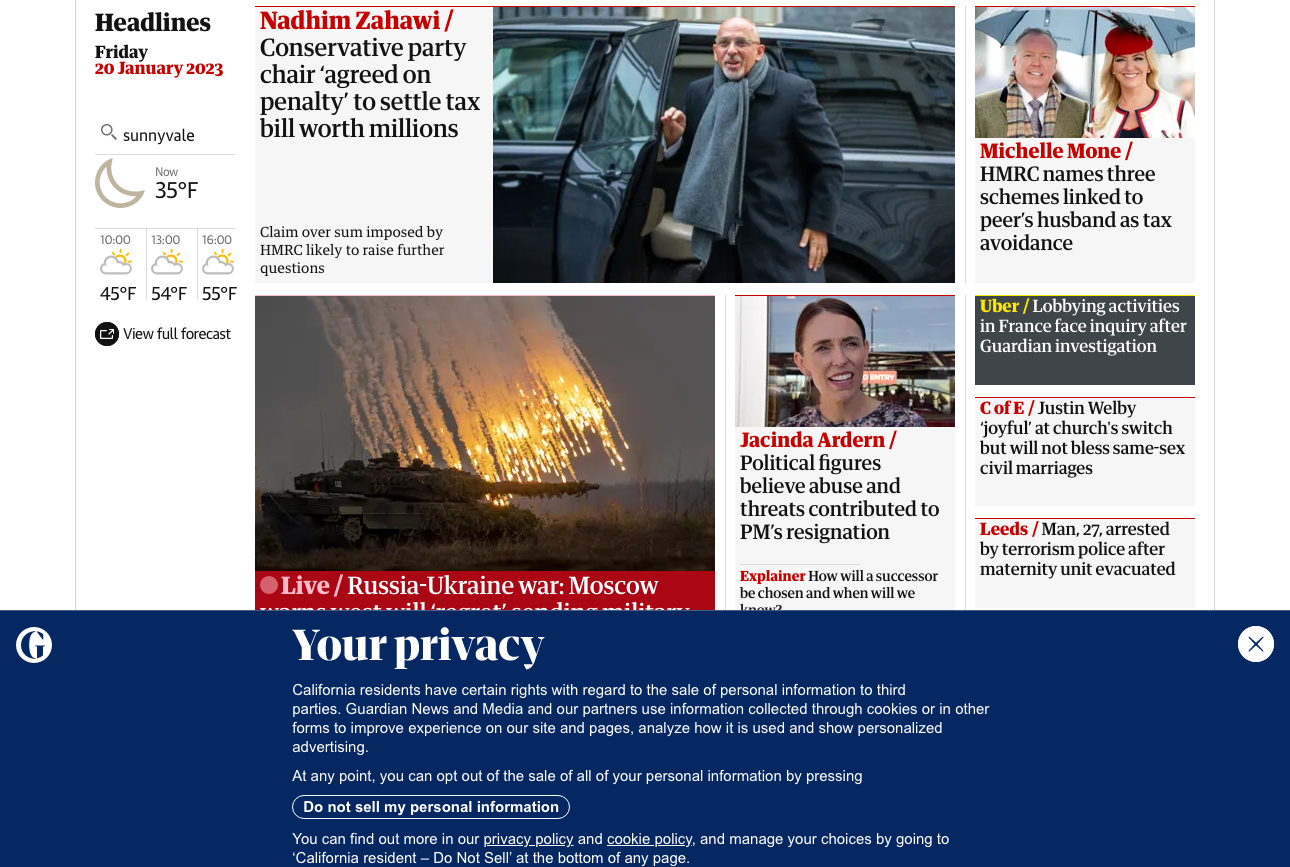 Headlines
Friday
20 January 2023
sunnyvale
Now
35°F
10:00
13:00
16:00
45°F
54°F
55°F
View full forecast
Nadhim Zahawi /
Conservative party
chair ‘agreed on
penalty’ to settle tax
bill worth millions
Claim over sum imposed by
HMRC likely to raise further
questions
Michelle Mone /
HMRC names three
schemes linked to
peer’s husband as tax
avoidance
Live / Russia-Ukraine war: Moscow
warns west will ‘regret’ sending military
O ENTRY
Jacinda Ardern /
Political figures
believe abuse and
threats contributed to
PM’s resignation
Explainer How will a successor
be chosen and when will we
know?
Uber / Lobbying activities
in France face inquiry after
Guardian investigation
C of E / Justin Welby
‘joyful’ at church's switch
but will not bless same-sex
civil marriages
Leeds / Man, 27, arrested
by terrorism police after
maternity unit evacuated
G
Your privacy
California residents have certain rights with regard to the sale of personal information to third
parties. Guardian News and Media and our partners use information collected through cookies or in other
forms to improve experience on our site and pages, analyze how it is used and show personalized
advertising.
At any point, you can opt out of the sale of all of your personal information by pressing
Do not sell my personal information
You can find out more in our privacy policy and cookie policy, and manage your choices by going to
‘California resident – Do Not Sell’ at the bottom of any page.